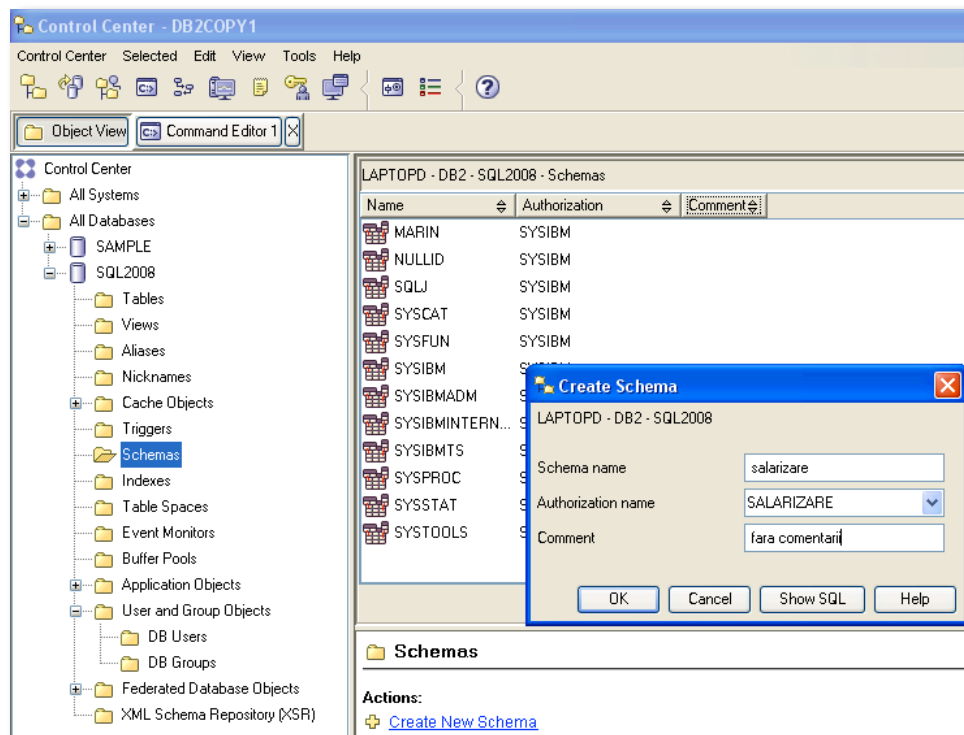 Control Center - DB2COPY1
Control Center Selected Edit View Tools Help
Object View Command Editor 1 X
Control Center
All Systems
All Databases
SAMPLE
SQL2008
Tables
Views
Aliases
Nicknames
Cache Objects
Triggers
Schemas
Indexes
Table Spaces
Event Monitors
Buffer Pools
Application Objects
User and Group Objects
DB Users
DB Groups
Federated Database Objects
XML Schema Repository (XSR)
LAPTOPD - DB2 - SQL2008 - Schemas
Name Authorization Comment
MARIN SYSIBM
NULLID SYSIBM
SQLJ SYSIBM
SYSCAT SYSIBM
SYSFUN SYSIBM
SYSIBM
SYSIBMADM S
SYSIBMINTERN... S
SYSIBMTS S
SYSPROC S
SYSSTAT S
SYSTOOLS S
Create Schema
LAPTOPD - DB2 - SQL2008
Schema name salarizare
Authorization name SALARIZARE
Comment fara comentarii
OK Cancel Show SQL Help
Schemas
Actions:
Create New Schema